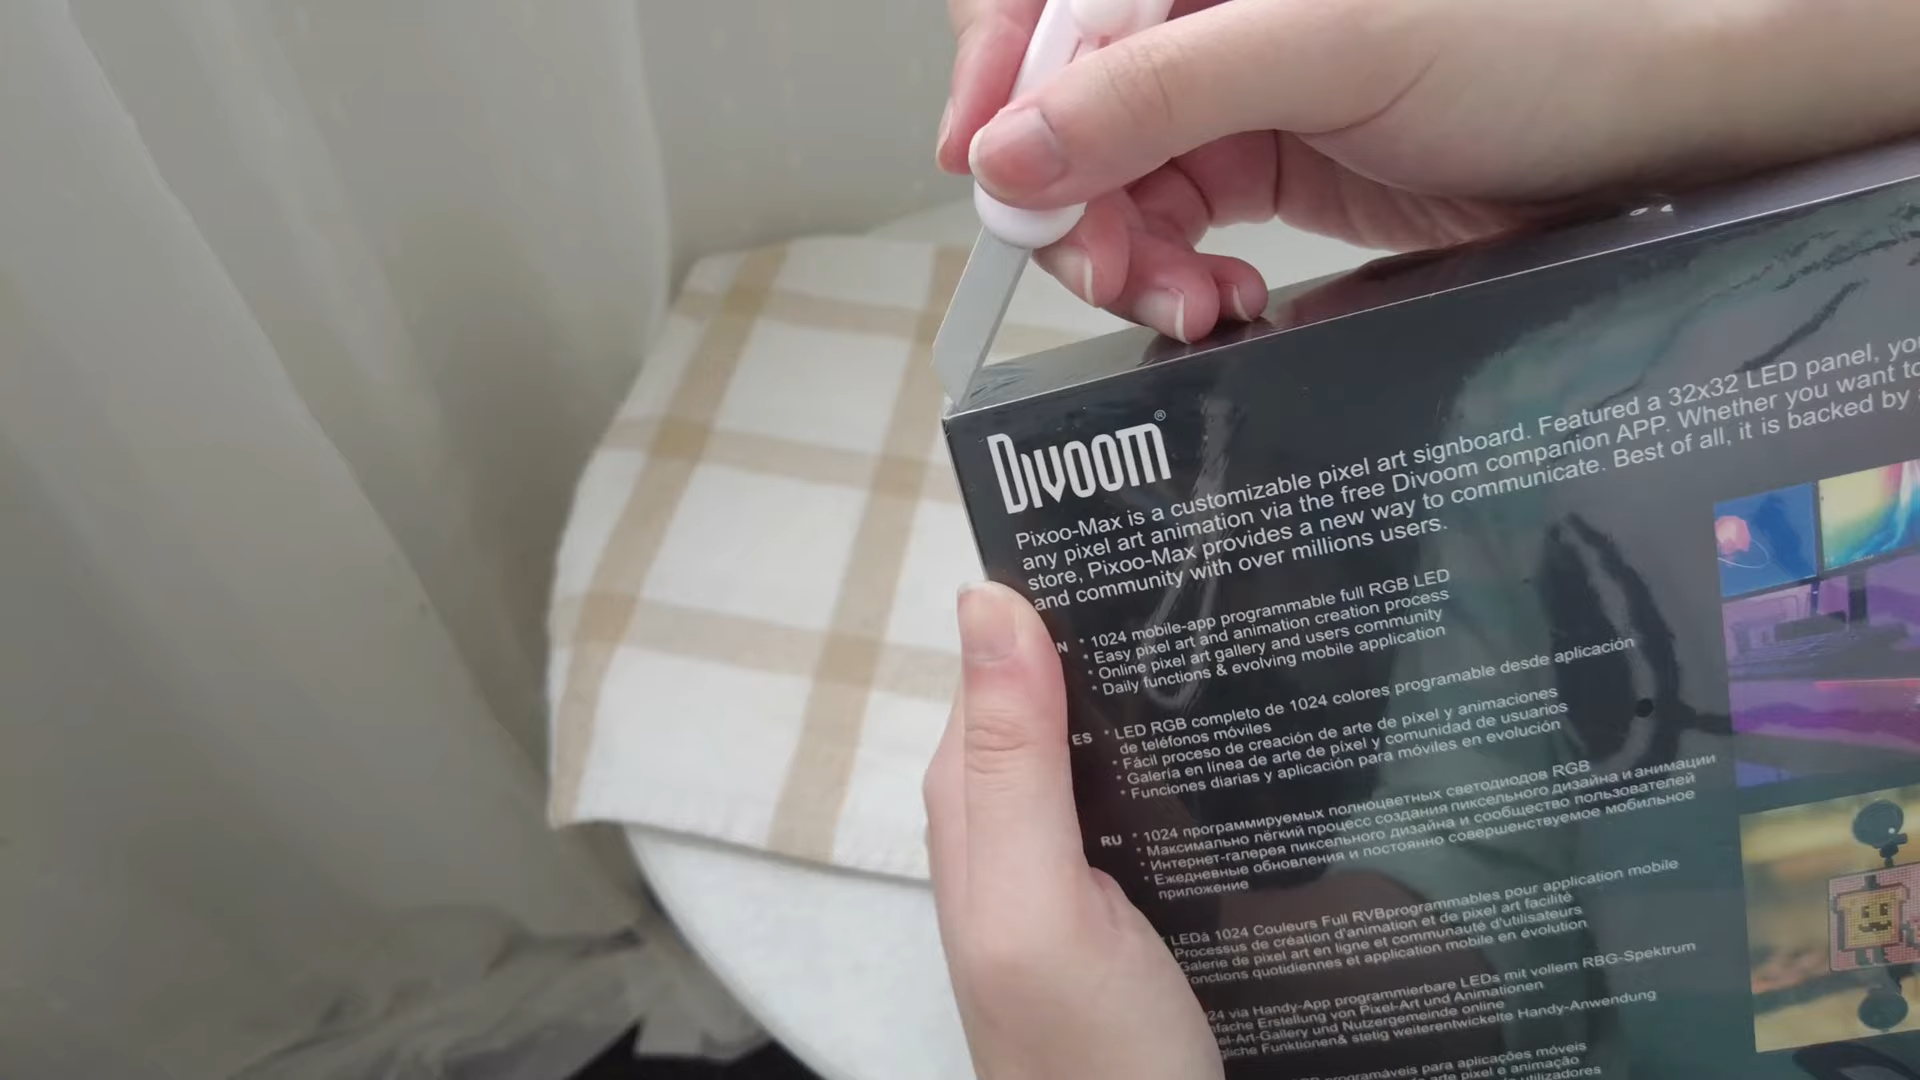 Divoom®
Pixoo-Max is a customizable pixel art signboard. Featured a 32x32 LED panel, you
any pixel art animation via the free Divoom companion APP. Whether you want to
store, Pixoo-Max provides a new way to communicate. Best of all, it is backed by
and community with over millions users.
* 1024 mobile-app programmable full RGB LED
* Easy pixel art and animation creation process
* Online pixel art gallery and users community
* Daily functions & evolving mobile application
ES * LED RGB completo de 1024 colores programable desde aplicación
de teléfonos móviles
* Fácil proceso de creación de arte de píxel y animaciones
* Galería en línea de arte de píxel y comunidad de usuarios
* Funciones diarias y aplicación para móviles en evolución
RU * 1024 программируемых полноцветных светодиодов RGB
* Максимально лёгкий процесс создания пиксельного дизайна и анимации
* Интернет-галерея пиксельного дизайна и сообщество пользователей
* Ежедневные обновления и постоянно совершенствуемое мобильное
приложение
LEDà 1024 Couleurs Full RVBprogrammables pour application mobile
Processus de création d'animation et de pixel art facilité
Galerie de pixel art en ligne et communauté d'utilisateurs
onctions quotidiennes et application mobile en évolution
24 via Handy-App programmierbare LEDs mit vollem RBG-Spektrum
nfache Erstellung von Pixel-Art und Animationen
el-Art-Gallery und Nutzergemeinde online
gliche Funktionen& stetig weiterentwickelte Handy-Anwendung
programáveis para aplicações móveis
arte pixel e animação
utilizadores